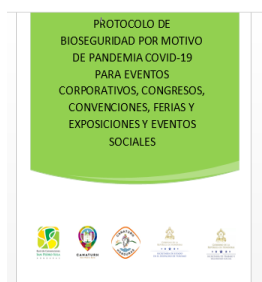 PROTOCOLO DE
BIOSEGURIDAD POR MOTIVO
DE PANDEMIA COVID-19
PARA EVENTOS
CORPORATIVOS, CONGRESOS,
CONVENCIONES, FERIAS Y
EXPOSICIONES Y EVENTOS
SOCIALES
CANATURH